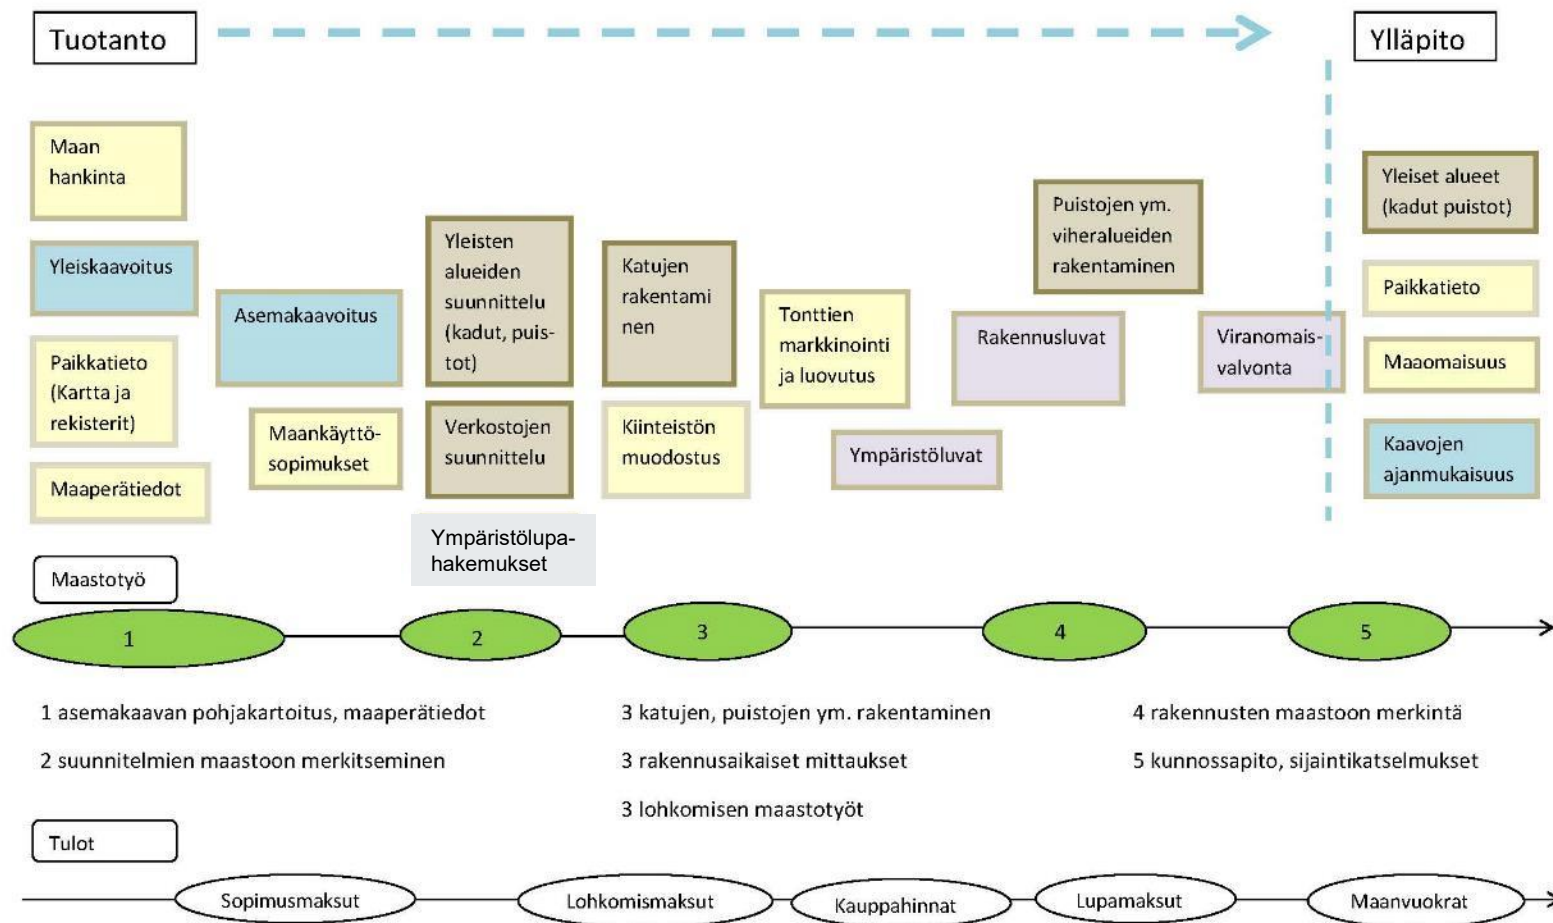 Tuotanto
Ylläpito
Maan
hankinta
Yleiskaavoitus
Paikkatieto
(Kartta ja
rekisterit)
Maaperätiedot
Asemakaavoitus
Maankäyttö-
sopimukset
Yleisten
alueiden
suunnittelu
(kadut, puis-
tot)
Verkostojen
suunnittelu
Ympäristölupa-
hakemukset
Katujen
rakentami
nen
Kiinteistön
muodostus
Tonttien
markkinointi
ja luovutus
Ympäristöluvat
Rakennusluvat
Puistojen ym.
viheralueiden
rakentaminen
Viranomais-
valvonta
Yleiset alueet
(kadut puistot)
Paikkatieto
Maaomaisuus
Kaavojen
ajanmukaisuus
Maastotyö
1
2
3
4
5
1 asemakaavan pohjakartoitus, maaperätiedot
2 suunnitelmien maastoon merkitseminen
3 katujen, puistojen ym. rakentaminen
3 rakennusaikaiset mittaukset
3 lohkomisen maastotyöt
4 rakennusten maastoon merkintä
5 kunnossapito, sijaintikatselmukset
Tulot
Sopimusmaksut
Lohkomismaksut
Kauppahinnat
Lupamaksut
Maanvuokrat